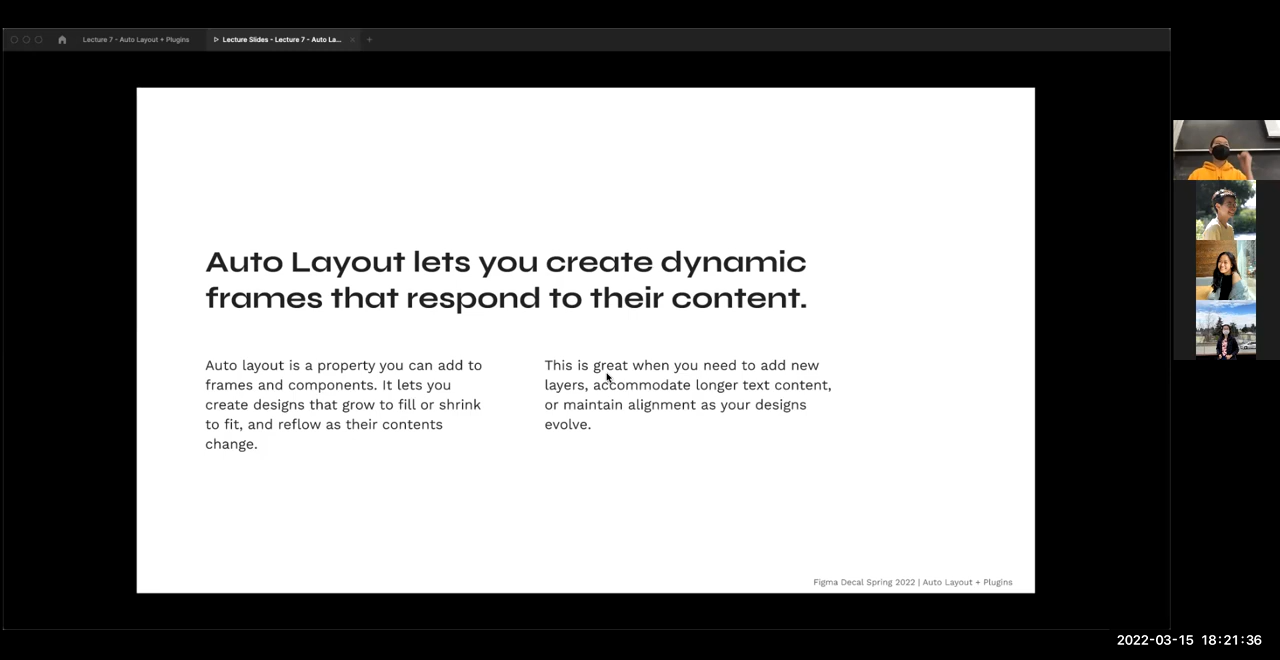 Lecture 7 - Auto Layout + Plugins
Lecture Slides - Lecture 7 - Auto La...
Auto Layout lets you create dynamic
frames that respond to their content.
Auto layout is a property you can add to
frames and components. It lets you
create designs that grow to fill or shrink
to fit, and reflow as their contents
change.
This is great when you need to add new
layers, accommodate longer text content,
or maintain alignment as your designs
evolve.
Figma Decal Spring 2022 | Auto Layout + Plugins
2022-03-15 18:21:36